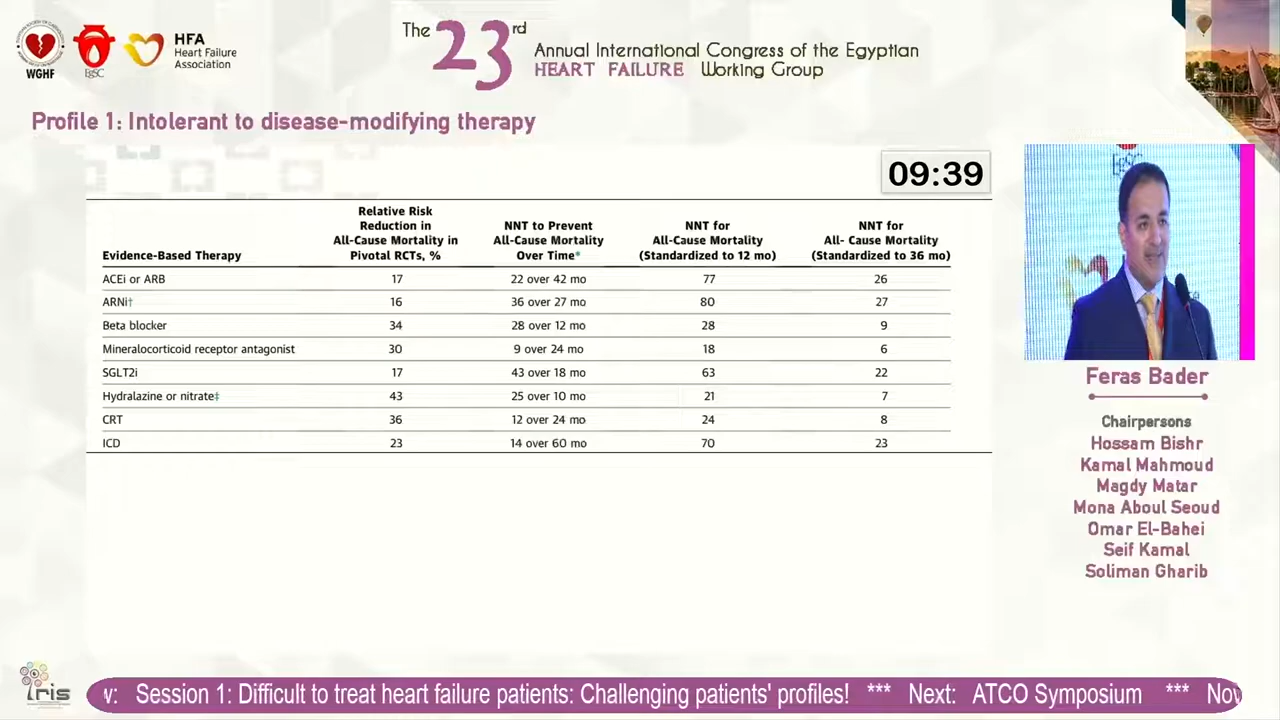 WGHF
EgSC
HFA
Heart Failure
Association
The 23rd
Annual International Congress of the Egyptian
HEART FAILURE Working Group
Profile 1: Intolerant to disease-modifying therapy
09:39
Evidence-Based Therapy Relative Risk Reduction in All-Cause Mortality in Pivotal RCTs, % NNT to Prevent All-Cause Mortality Over Time* NNT for All-Cause Mortality (Standardized to 12 mo) NNT for All- Cause Mortality (Standardized to 36 mo)
ACEi or ARB 17 22 over 42 mo 77 26
ARNi† 16 36 over 27 mo 80 27
Beta blocker 34 28 over 12 mo 28 9
Mineralocorticoid receptor antagonist 30 9 over 24 mo 18 6
SGLT2i 17 43 over 18 mo 63 22
Hydralazine or nitrate‡ 43 25 over 10 mo 21 7
CRT 36 12 over 24 mo 24 8
ICD 23 14 over 60 mo 70 23
Feras Bader
Chairpersons
Hossam Bishr
Kamal Mahmoud
Magdy Matar
Mona Aboul Seoud
Omar El-Bahei
Seif Kamal
Soliman Gharib
iris
w: Session 1: Difficult to treat heart failure patients: Challenging patients' profiles! *** Next: ATCO Symposium *** Nov